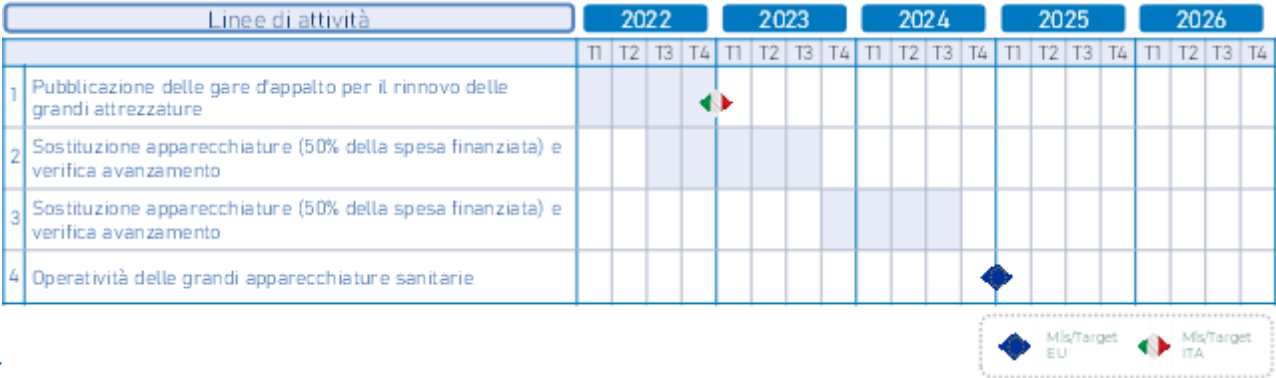 Linee di attività 2022 2023 2024 2025 2026
T1 T2 T3 T4 T1 T2 T3 T4 T1 T2 T3 T4 T1 T2 T3 T4 T1 T2 T3 T4
1 Pubblicazione delle gare d'appalto per il rinnovo delle
grandi attrezzature
2 Sostituzione apparecchiature (50% della spesa finanziata) e
verifica avanzamento
3 Sostituzione apparecchiature (50% della spesa finanziata) e
verifica avanzamento
4 Operatività delle grandi apparecchiature sanitarie
Mls/Target
EU
Mls/Target
ITA